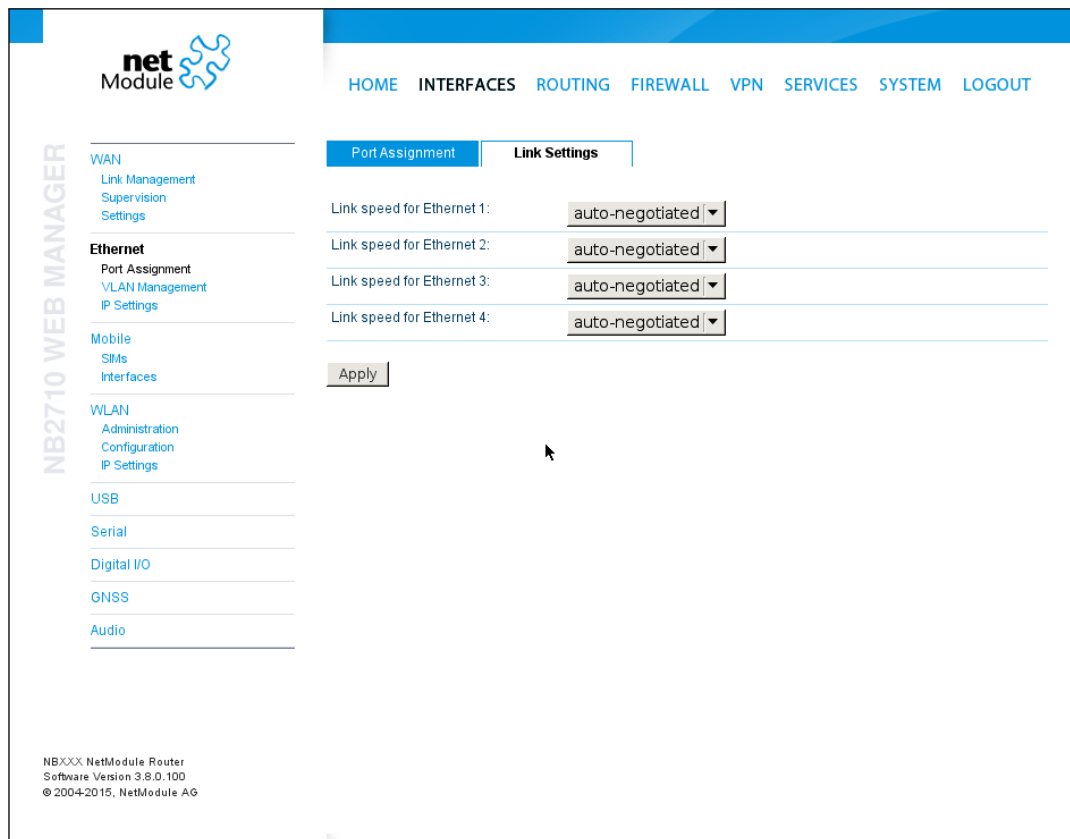 net
Module
HOME INTERFACES ROUTING FIREWALL VPN SERVICES SYSTEM LOGOUT
NB2710 WEB MANAGER
WAN
Link Management
Supervision
Settings
Ethernet
Port Assignment
VLAN Management
IP Settings
Mobile
SIMs
Interfaces
WLAN
Administration
Configuration
IP Settings
USB
Serial
Digital I/O
GNSS
Audio
Port Assignment Link Settings
Link speed for Ethernet 1: auto-negotiated
Link speed for Ethernet 2: auto-negotiated
Link speed for Ethernet 3: auto-negotiated
Link speed for Ethernet 4: auto-negotiated
Apply
NBXXX NetModule Router
Software Version 3.8.0.100
© 2004-2015, NetModule AG